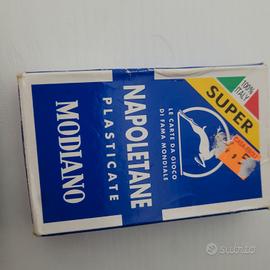 100% ITALY
SUPER
LE CARTE DA GIOCO
DI FAMA MONDIALE
NAPOLETANE
PLASTICATE
MODIANO
subito